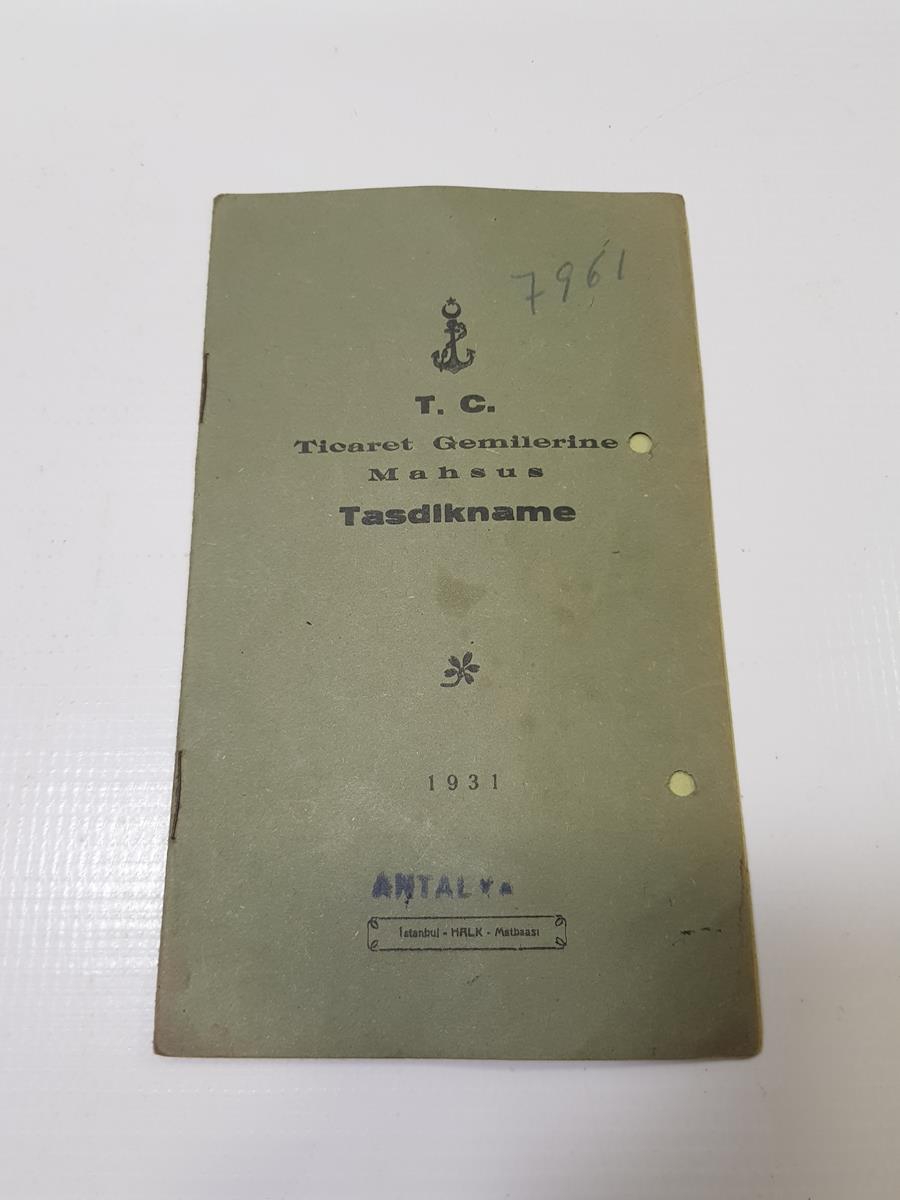 7961
T. C.
Ticaret Gemilerine
Mahsus
Tasdikname
1931
ANTALYA
İstanbul - HALK - Matbaası